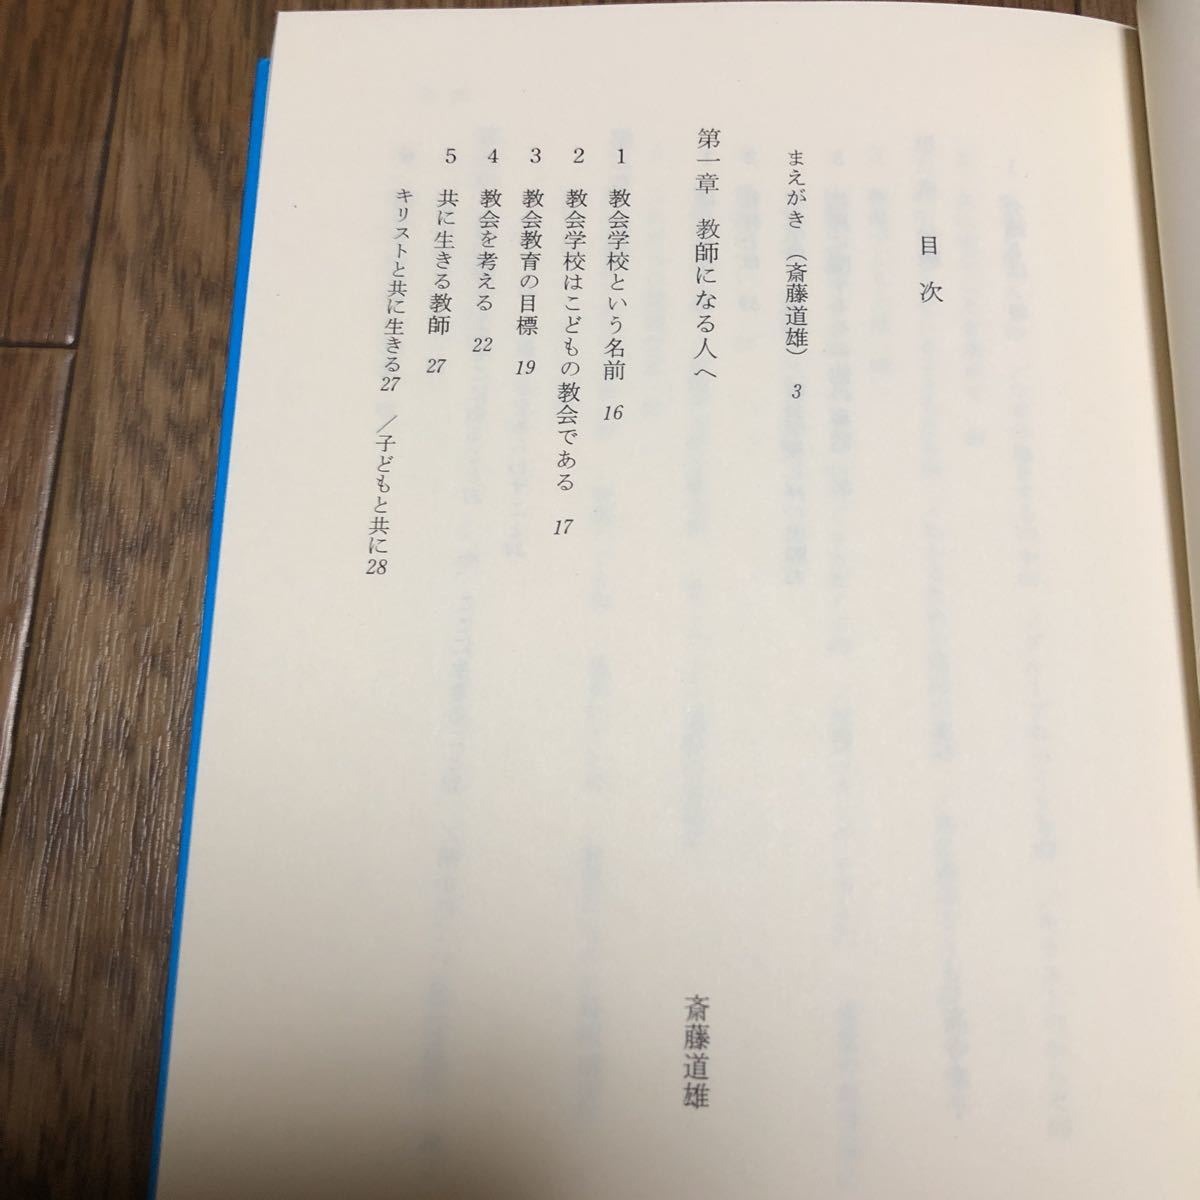 目次
まえがき（斎藤道雄） 3
第一章 教師になる人へ 斎藤道雄
1 教会学校という名前 16
2 教会学校はこどもの教会である 17
3 教会教育の目標 19
4 教会を考える 22
5 共に生きる教師 27
キリストと共に生きる 27 ／子どもと共に 28